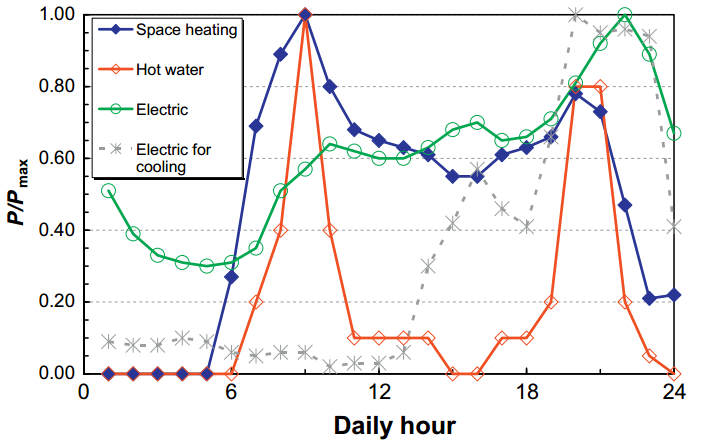 1.00
0.80
0.60
0.40
0.20
0.00
P/Pmax
Space heating
Hot water
Electric
Electric for
cooling
0 6 12 18 24
Daily hour